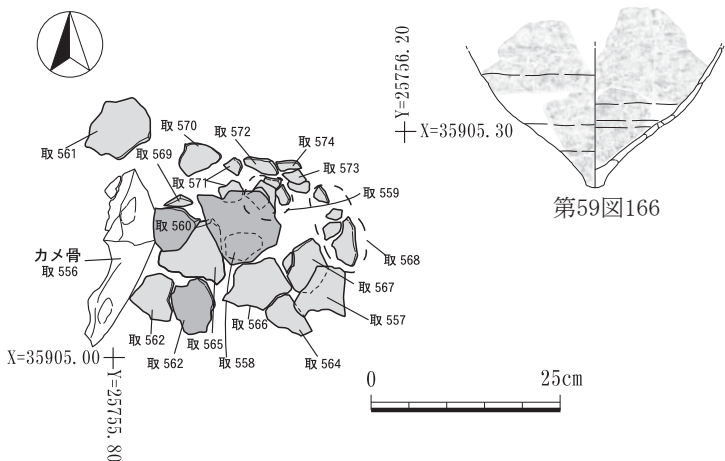 Y=25756.20
X=35905.30
第59図166
取 561
取 570
取 572
取 574
取 569
取 573
取 571
取 559
取 560
カメ骨
取 556
取 568
取 567
取 557
取 566
取 562
取 565
取 562
取 558
取 564
X=35905.00
Y=25755.80
0
25cm